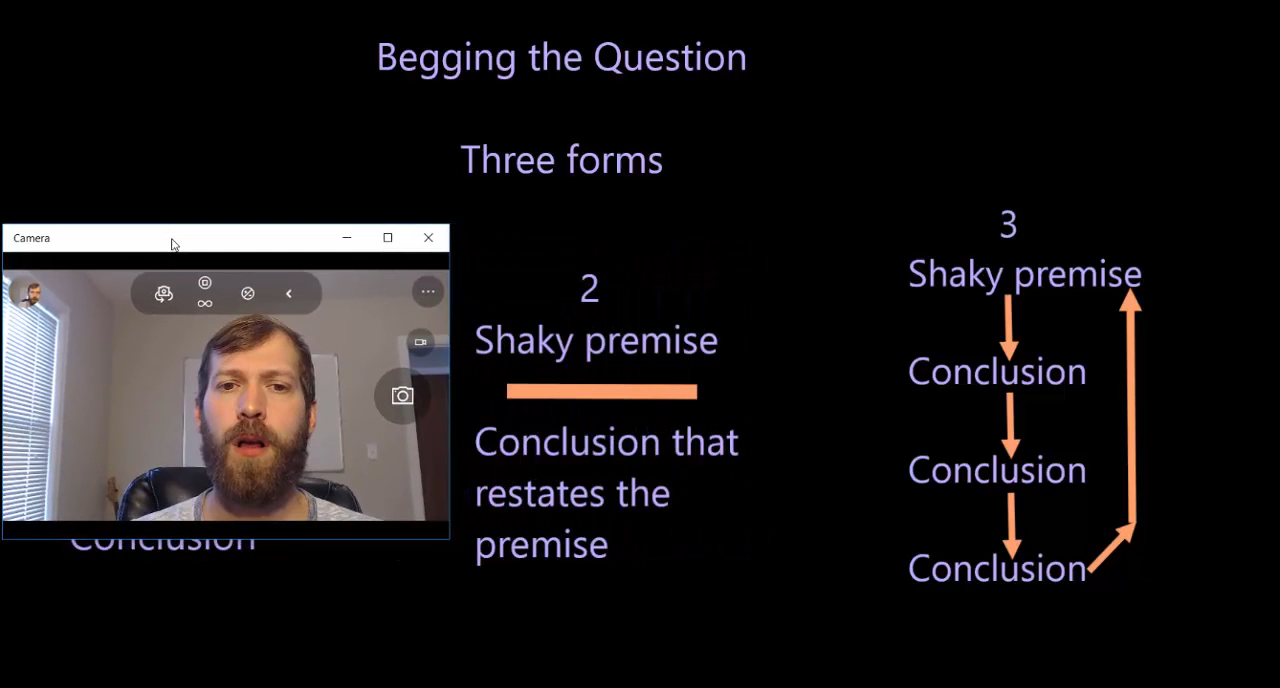 Begging the Question
Three forms
Camera
2
Shaky premise
Conclusion that
restates the
premise
Conclusion
3
Shaky premise
Conclusion
Conclusion
Conclusion